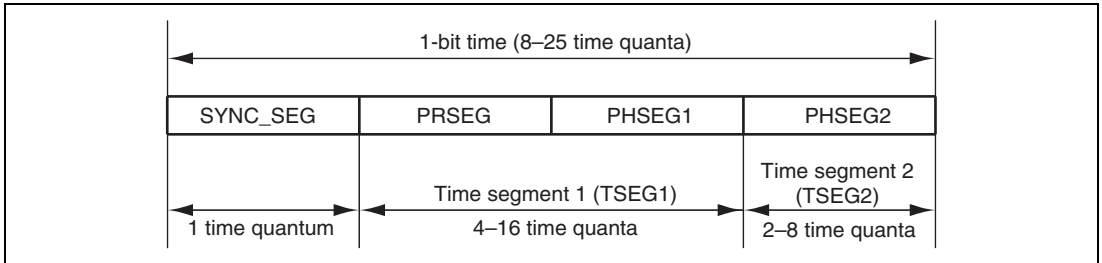 1-bit time (8–25 time quanta)
SYNC_SEG PRSEG PHSEG1 PHSEG2
Time segment 1 (TSEG1)
Time segment 2
(TSEG2)
1 time quantum
4–16 time quanta
2–8 time quanta